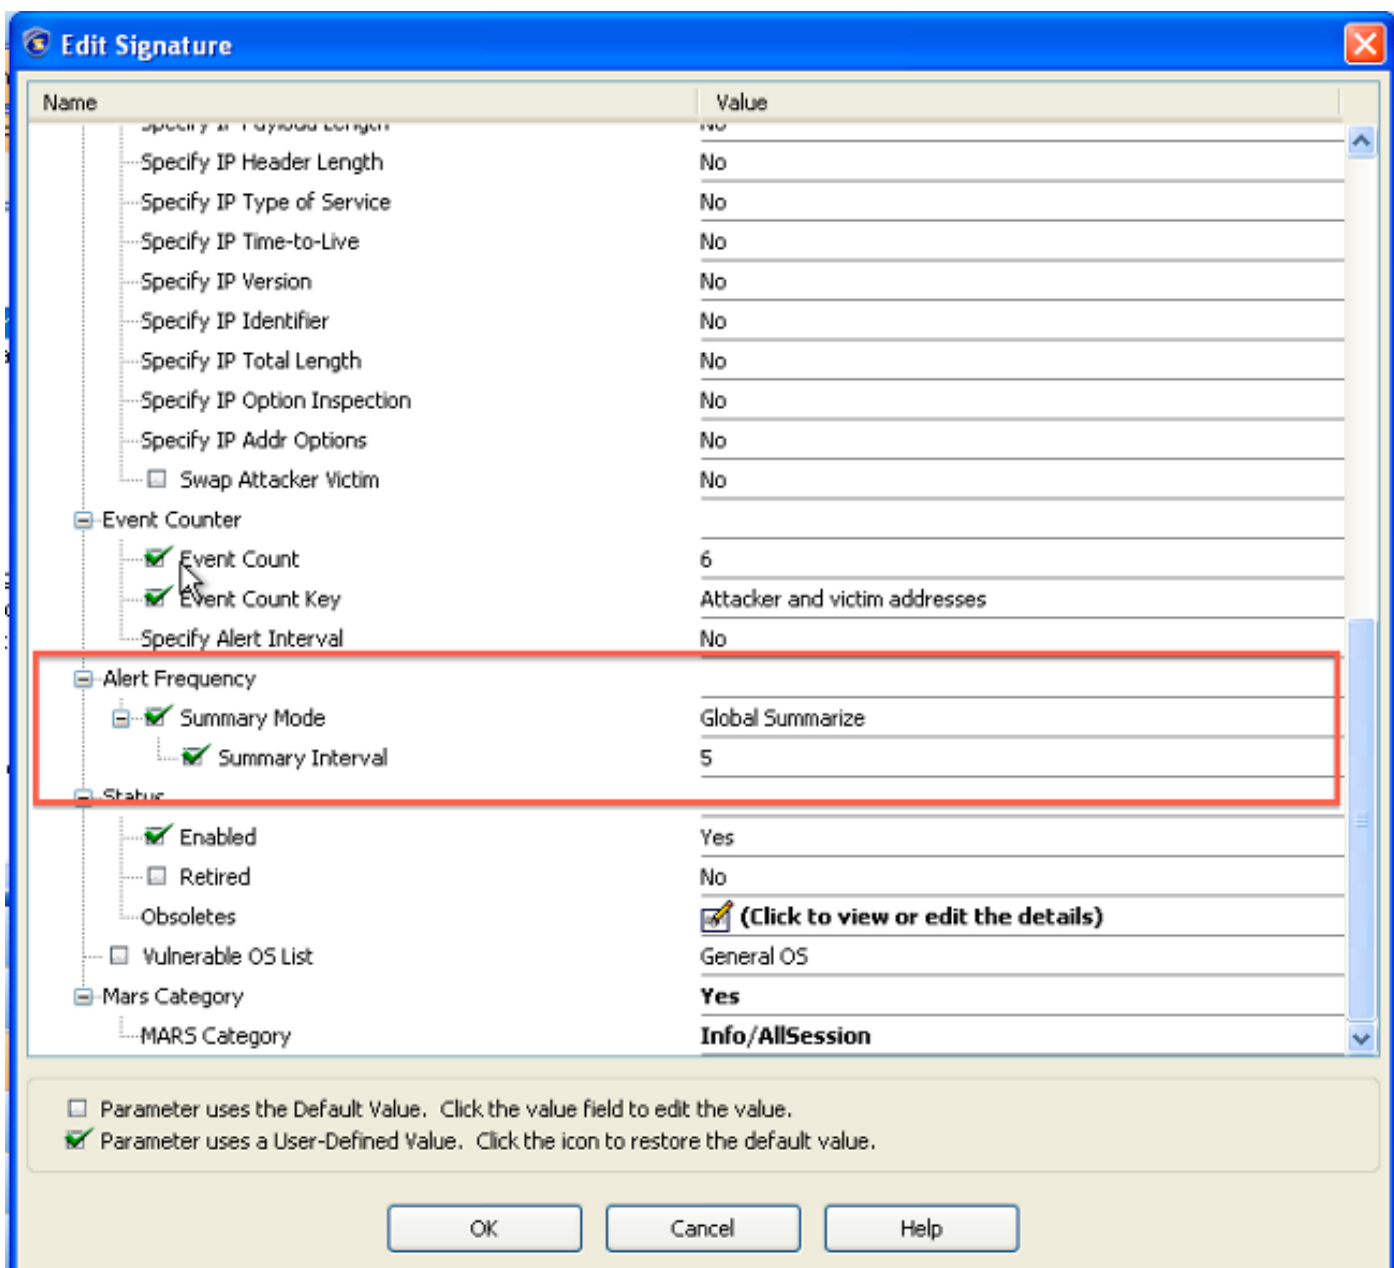 Edit Signature
Name Value
Specify IP Payload Length No
Specify IP Header Length No
Specify IP Type of Service No
Specify IP Time-to-Live No
Specify IP Version No
Specify IP Identifier No
Specify IP Total Length No
Specify IP Option Inspection No
Specify IP Addr Options No
Swap Attacker Victim No
Event Counter
Event Count 6
Event Count Key Attacker and victim addresses
Specify Alert Interval No
Alert Frequency
Summary Mode Global Summarize
Summary Interval 5
Status
Enabled Yes
Retired No
Obsoletes (Click to view or edit the details)
Vulnerable OS List General OS
Mars Category Yes
MARS Category Info/AllSession
Parameter uses the Default Value. Click the value field to edit the value.
Parameter uses a User-Defined Value. Click the icon to restore the default value.
OK Cancel Help